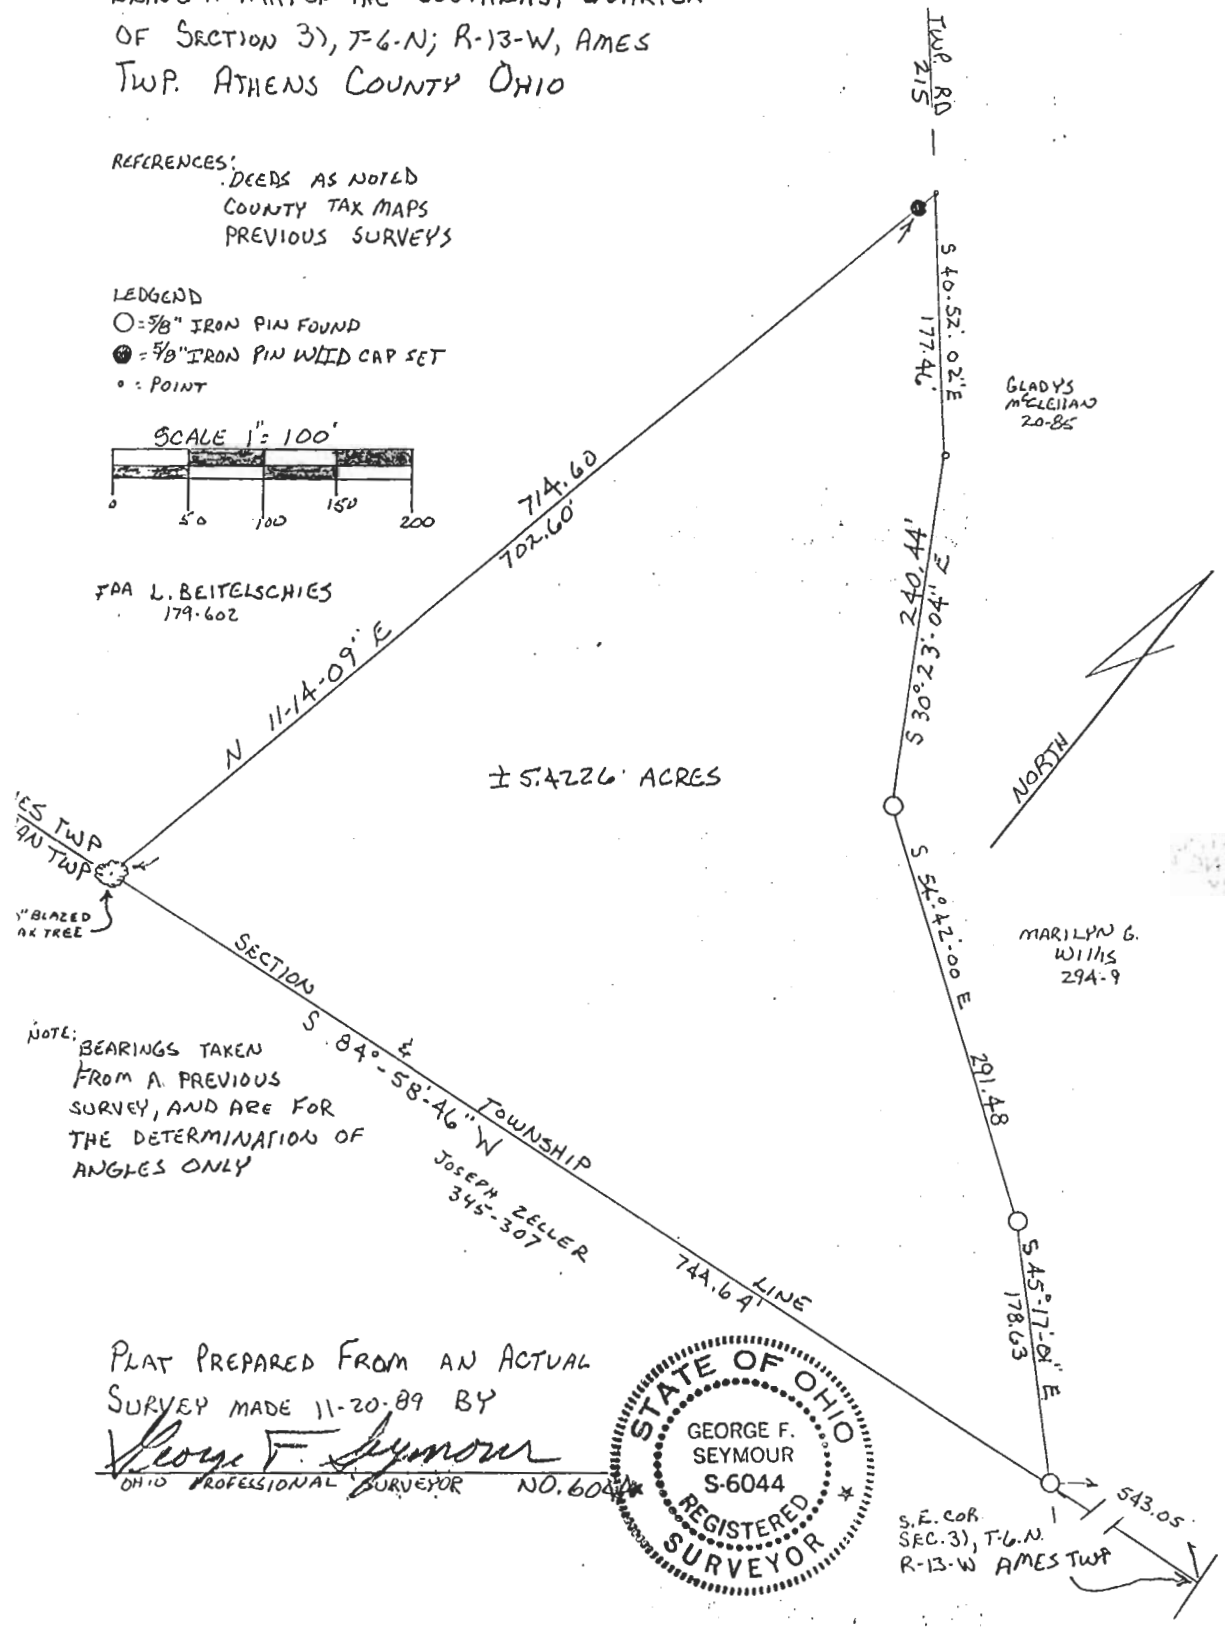 OF SECTION 31, T-6-N; R-13-W, AMES
TWP. ATHENS COUNTY OHIO
TWP. RD
215
REFERENCES:
DEEDS AS NOTED
COUNTY TAX MAPS
PREVIOUS SURVEYS
LEDGEND
○ = 5/8" IRON PIN FOUND
● = 5/8" IRON PIN W/ID CAP SET
∘ = POINT
SCALE 1" = 100'
0 50 100 150 200
S 40-52'-02" E
177.46'
GLADYS
McCLELLAN
20-85
714.60
702.60'
240.44'
S 30°-23'-04" E
L. BEITELSCHIES
179-602
N 11-14-09" E
NORTH
± 5.4226 ACRES
TWP
TWP
BLAZED
TREE
S 54°-42'-00 E
291.48
MARILYN G.
WILLIS
294-9
SECTION & TOWNSHIP LINE
S 84°-58'-46" W
744.64'
JOSEPH ZELLER
345-307
NOTE:
BEARINGS TAKEN
FROM A PREVIOUS
SURVEY, AND ARE FOR
THE DETERMINATION OF
ANGLES ONLY
S 45°-17'-01" E
178.63
PLAT PREPARED FROM AN ACTUAL
SURVEY MADE 11-20-89 BY
George F. Seymour
OHIO PROFESSIONAL SURVEYOR NO. 6044
STATE OF OHIO
GEORGE F.
SEYMOUR
S-6044
REGISTERED
SURVEYOR
543.05'
S.E. COR.
SEC. 31, T-6-N.
R-13-W AMES TWP